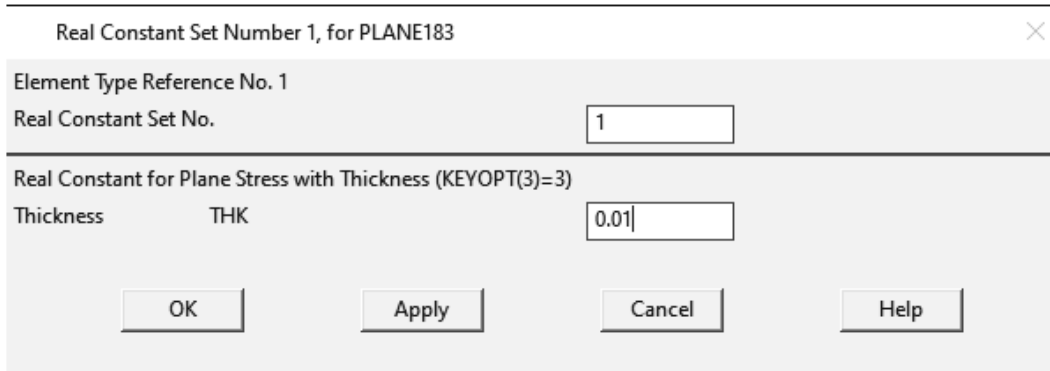 Real Constant Set Number 1, for PLANE183
Element Type Reference No. 1
Real Constant Set No. 1
Real Constant for Plane Stress with Thickness (KEYOPT(3)=3)
Thickness THK 0.01
OK Apply Cancel Help